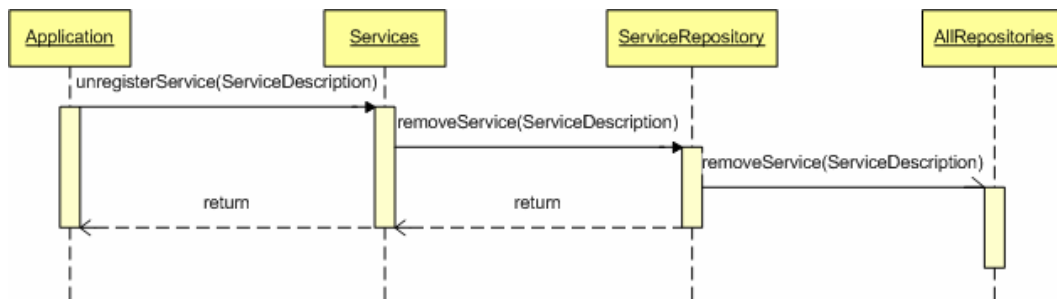 Application
Services
ServiceRepository
AllRepositories
unregisterService(ServiceDescription)
removeService(ServiceDescription)
removeService(ServiceDescription)
return
return